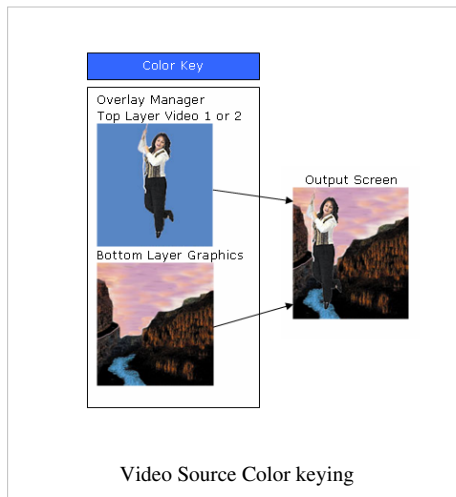 Color Key
Overlay Manager
Top Layer Video 1 or 2
Output Screen
Bottom Layer Graphics
Video Source Color keying